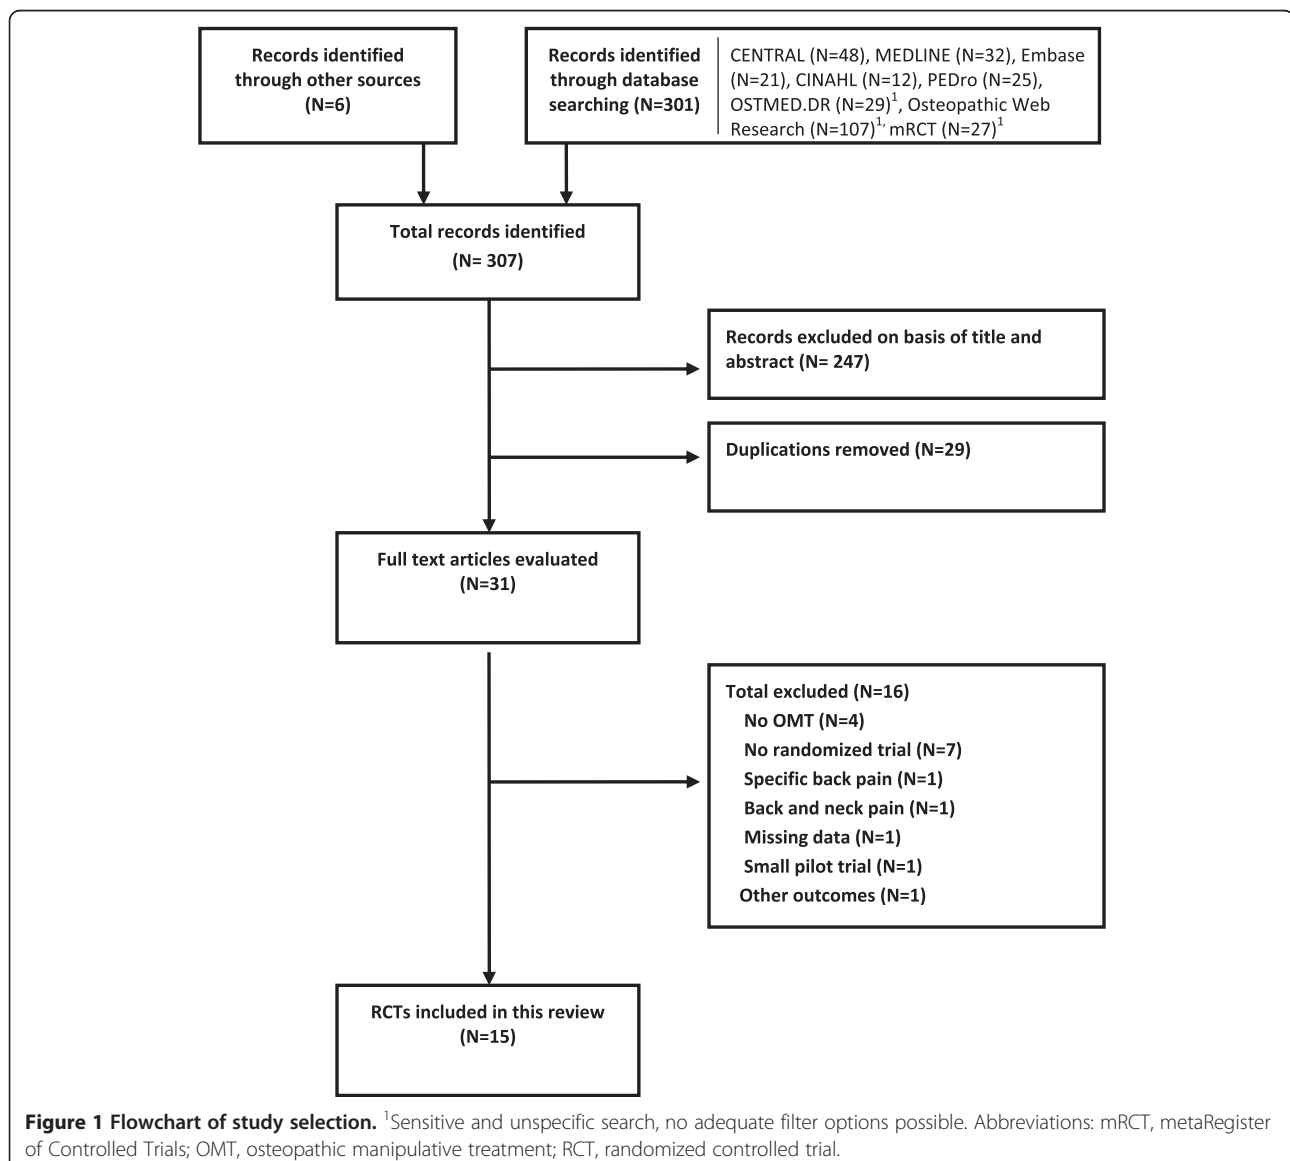 Records identified
through other sources
(N=6)
Records identified
through database
searching (N=301)
CENTRAL (N=48), MEDLINE (N=32), Embase
(N=21), CINAHL (N=12), PEDro (N=25),
OSTMED.DR (N=29)¹, Osteopathic Web
Research (N=107)¹, mRCT (N=27)¹
Total records identified
(N= 307)
Records excluded on basis of title and
abstract (N= 247)
Duplications removed (N=29)
Full text articles evaluated
(N=31)
Total excluded (N=16)
No OMT (N=4)
No randomized trial (N=7)
Specific back pain (N=1)
Back and neck pain (N=1)
Missing data (N=1)
Small pilot trial (N=1)
Other outcomes (N=1)
RCTs included in this review
(N=15)
Figure 1 Flowchart of study selection. ¹Sensitive and unspecific search, no adequate filter options possible. Abbreviations: mRCT, metaRegister
of Controlled Trials; OMT, osteopathic manipulative treatment; RCT, randomized controlled trial.